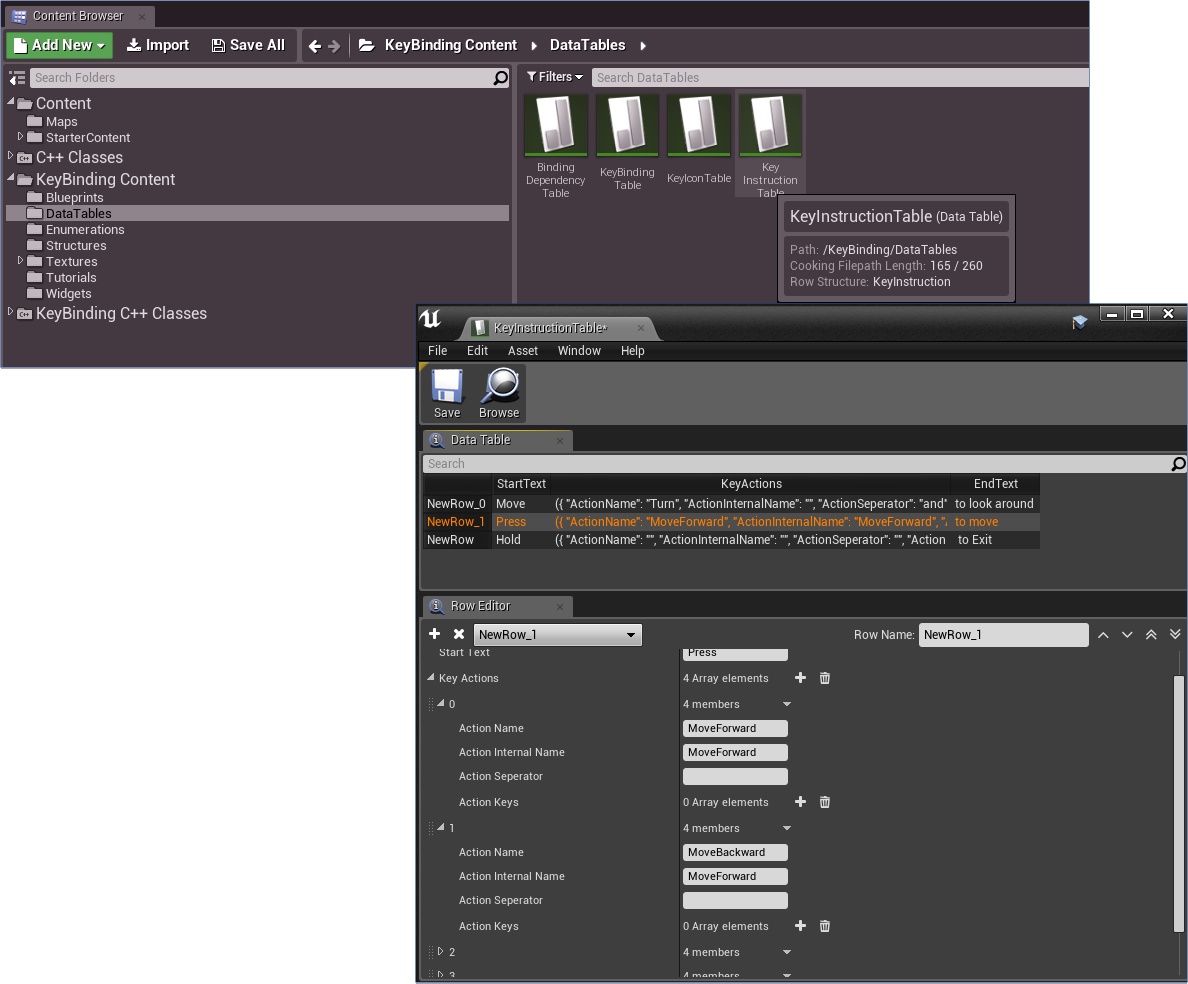 Content Browser
Add New Import Save All KeyBinding Content DataTables
Search Folders
Filters Search DataTables
Content
Maps
StarterContent
C++ Classes
KeyBinding Content
Blueprints
DataTables
Enumerations
Structures
Textures
Tutorials
Widgets
KeyBinding C++ Classes
Binding Dependency Table
KeyBinding Table
KeyIconTable
Key Instruction Table
KeyInstructionTable (Data Table)
Path: /KeyBinding/DataTables
Cooking Filepath Length: 165 / 260
Row Structure: KeyInstruction
KeyInstructionTable*
File Edit Asset Window Help
Save Browse
Data Table
Search
StartText KeyActions EndText
NewRow_0 Move ({ "ActionName": "Turn", "ActionInternalName": "", "ActionSeperator": "and" to look around
NewRow_1 Press ({ "ActionName": "MoveForward", "ActionInternalName": "MoveForward", "A to move
NewRow Hold ({ "ActionName": "", "ActionInternalName": "", "ActionSeperator": "", "Action to Exit
Row Editor
NewRow_1 Row Name: NewRow_1
Start Text Press
Key Actions 4 Array elements
0 4 members
Action Name MoveForward
Action Internal Name MoveForward
Action Seperator
Action Keys 0 Array elements
1 4 members
Action Name MoveBackward
Action Internal Name MoveForward
Action Seperator
Action Keys 0 Array elements
2 4 members
3 4 members